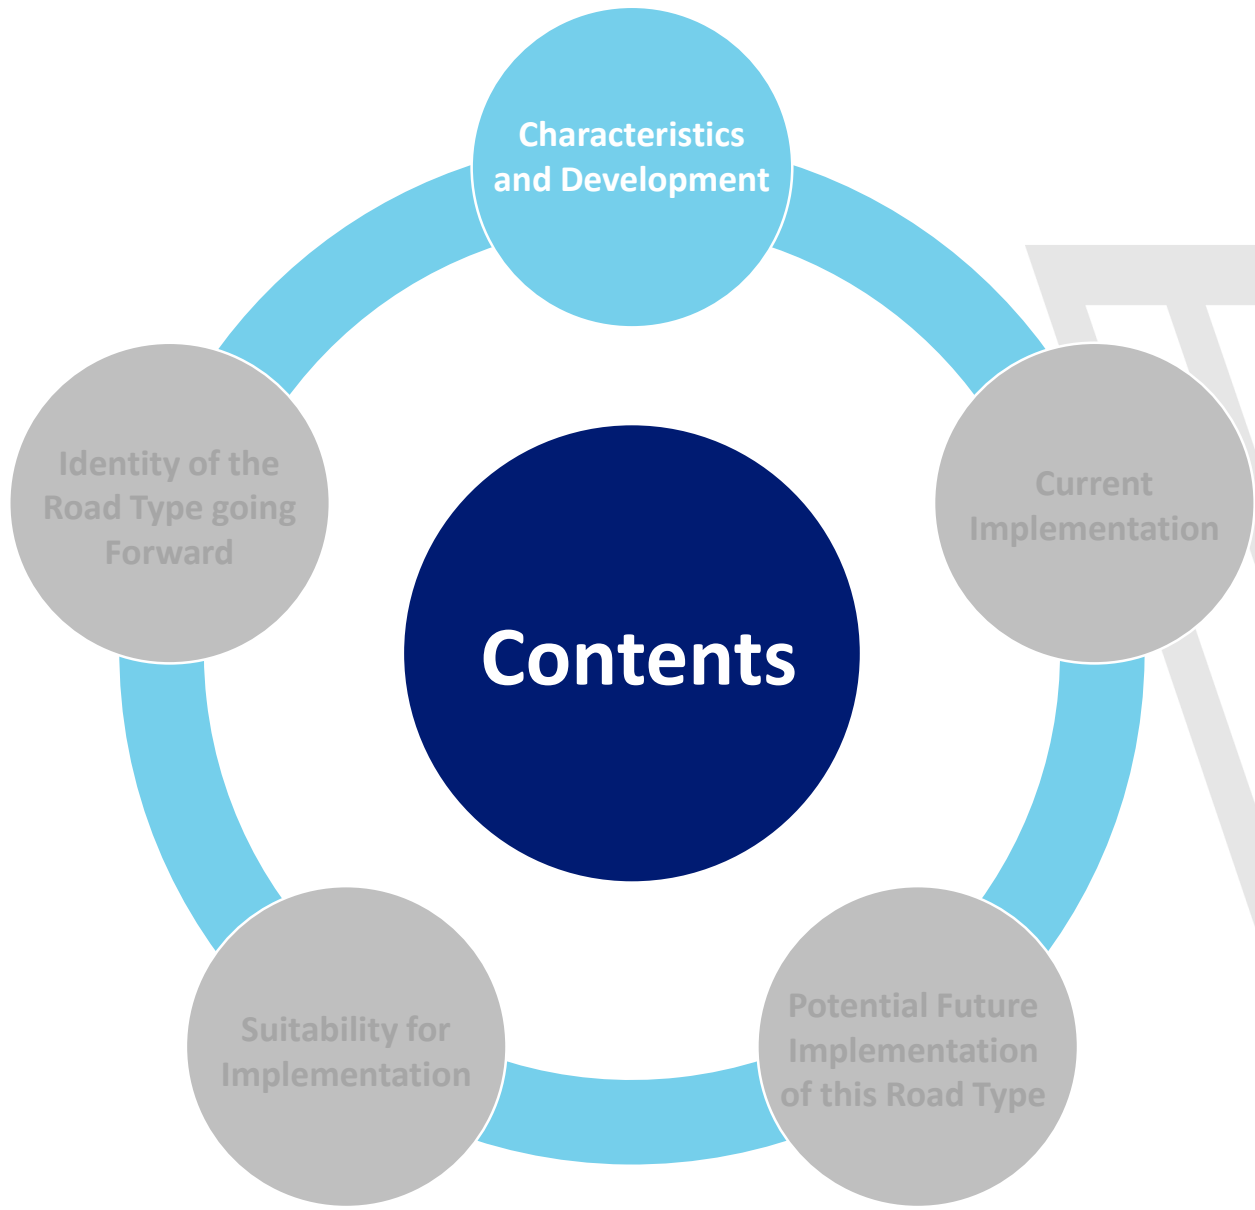 Characteristics
and Development
Identity of the
Road Type going
Forward
Current
Implementation
Contents
Suitability for
Implementation
Potential Future
Implementation
of this Road Type